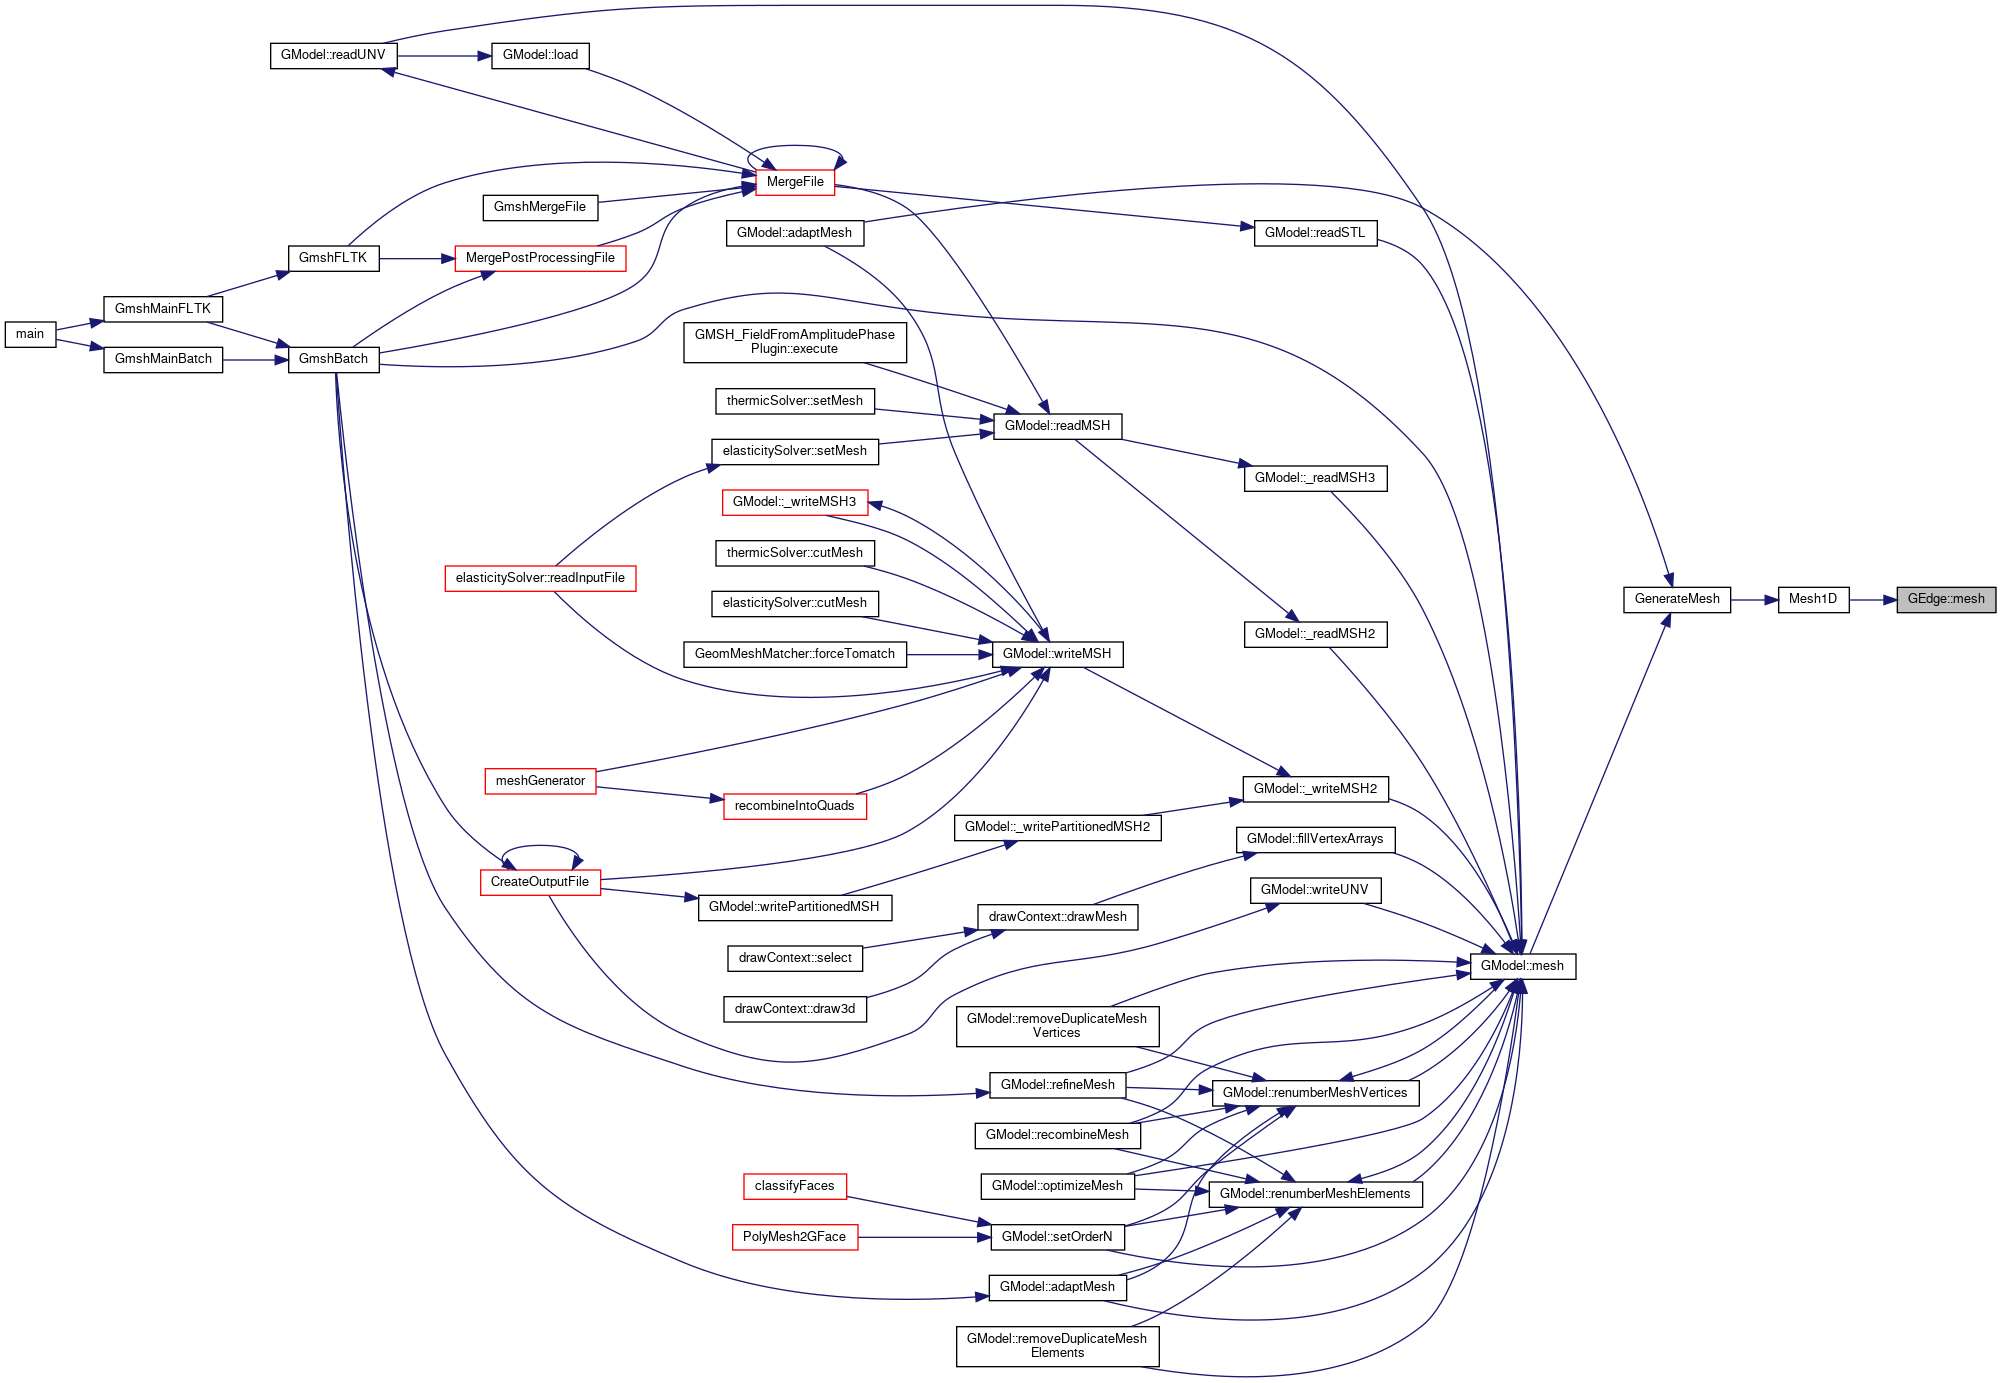 GModel::readUNV
GModel::load
MergeFile
GmshMergeFile
GModel::adaptMesh
GModel::readSTL
GmshFLTK
MergePostProcessingFile
GmshMainFLTK
main
GmshMainBatch
GmshBatch
GMSH_FieldFromAmplitudePhase
Plugin::execute
thermicSolver::setMesh
GModel::readMSH
elasticitySolver::setMesh
GModel::_readMSH3
GModel::_writeMSH3
thermicSolver::cutMesh
elasticitySolver::readInputFile
elasticitySolver::cutMesh
GenerateMesh
Mesh1D
GEdge::mesh
GModel::_readMSH2
GeomMeshMatcher::forceTomatch
GModel::writeMSH
meshGenerator
recombineIntoQuads
GModel::_writeMSH2
GModel::_writePartitionedMSH2
GModel::fillVertexArrays
CreateOutputFile
GModel::writePartitionedMSH
GModel::writeUNV
drawContext::drawMesh
drawContext::select
GModel::mesh
drawContext::draw3d
GModel::removeDuplicateMesh
Vertices
GModel::refineMesh
GModel::renumberMeshVertices
GModel::recombineMesh
classifyFaces
GModel::optimizeMesh
GModel::renumberMeshElements
PolyMesh2GFace
GModel::setOrderN
GModel::adaptMesh
GModel::removeDuplicateMesh
Elements